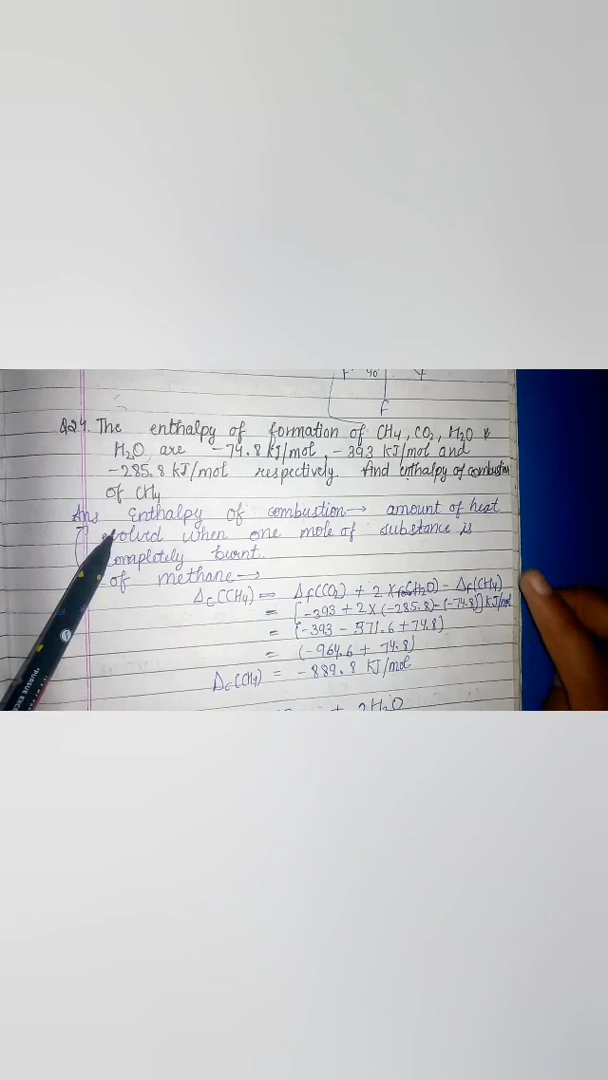 F 90° F
F
Q24. The enthalpy of formation of CH4, CO2, H2O &
H2O are -74.8 KJ/mol, -393 KJ/mol and
-285.8 KJ/mol respectively. find enthalpy of combustion
of CH4
Ans Enthalpy of combustion → amount of heat
evolved when one mole of substance is
completely burnt.
of methane →
ΔC(CH4) = Δf(CO2) + 2 × f(H2O) - Δf(CH4)
= [-393 + 2 × (-285.8) - (-74.8)] KJ/mol
= (-393 - 571.6 + 74.8)
= (-964.6 + 74.8)
ΔC(CH4) = -889.8 KJ/mol
2H2O
PURSUE EXCE